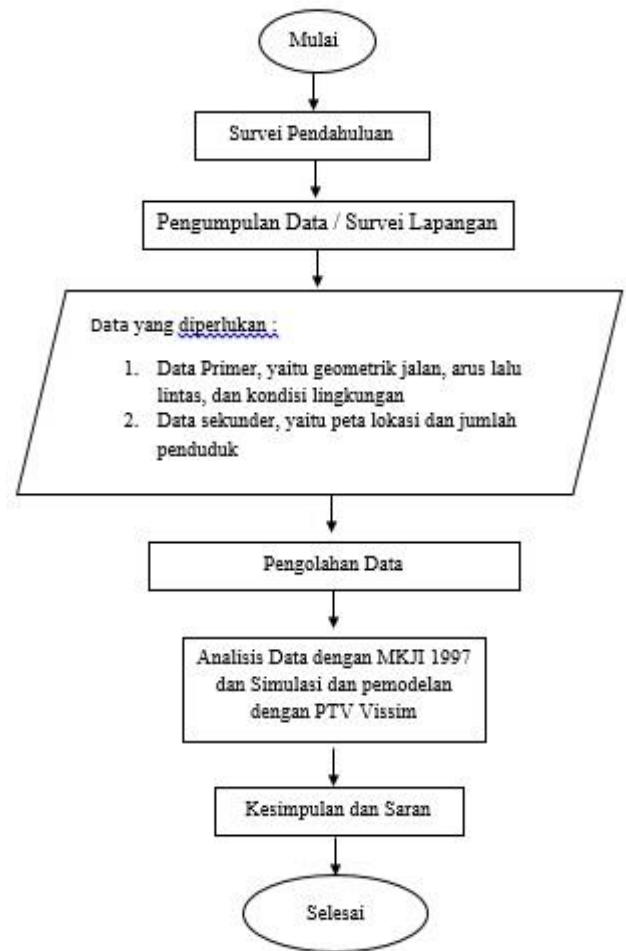 Mulai
Survei Pendahuluan
Pengumpulan Data / Survei Lapangan
Data yang diperlukan :
1. Data Primer, yaitu geometrik jalan, arus lalu
lintas, dan kondisi lingkungan
2. Data sekunder, yaitu peta lokasi dan jumlah
penduduk
Pengolahan Data
Analisis Data dengan MKJI 1997
dan Simulasi dan pemodelan
dengan PTV Vissim
Kesimpulan dan Saran
Selesai